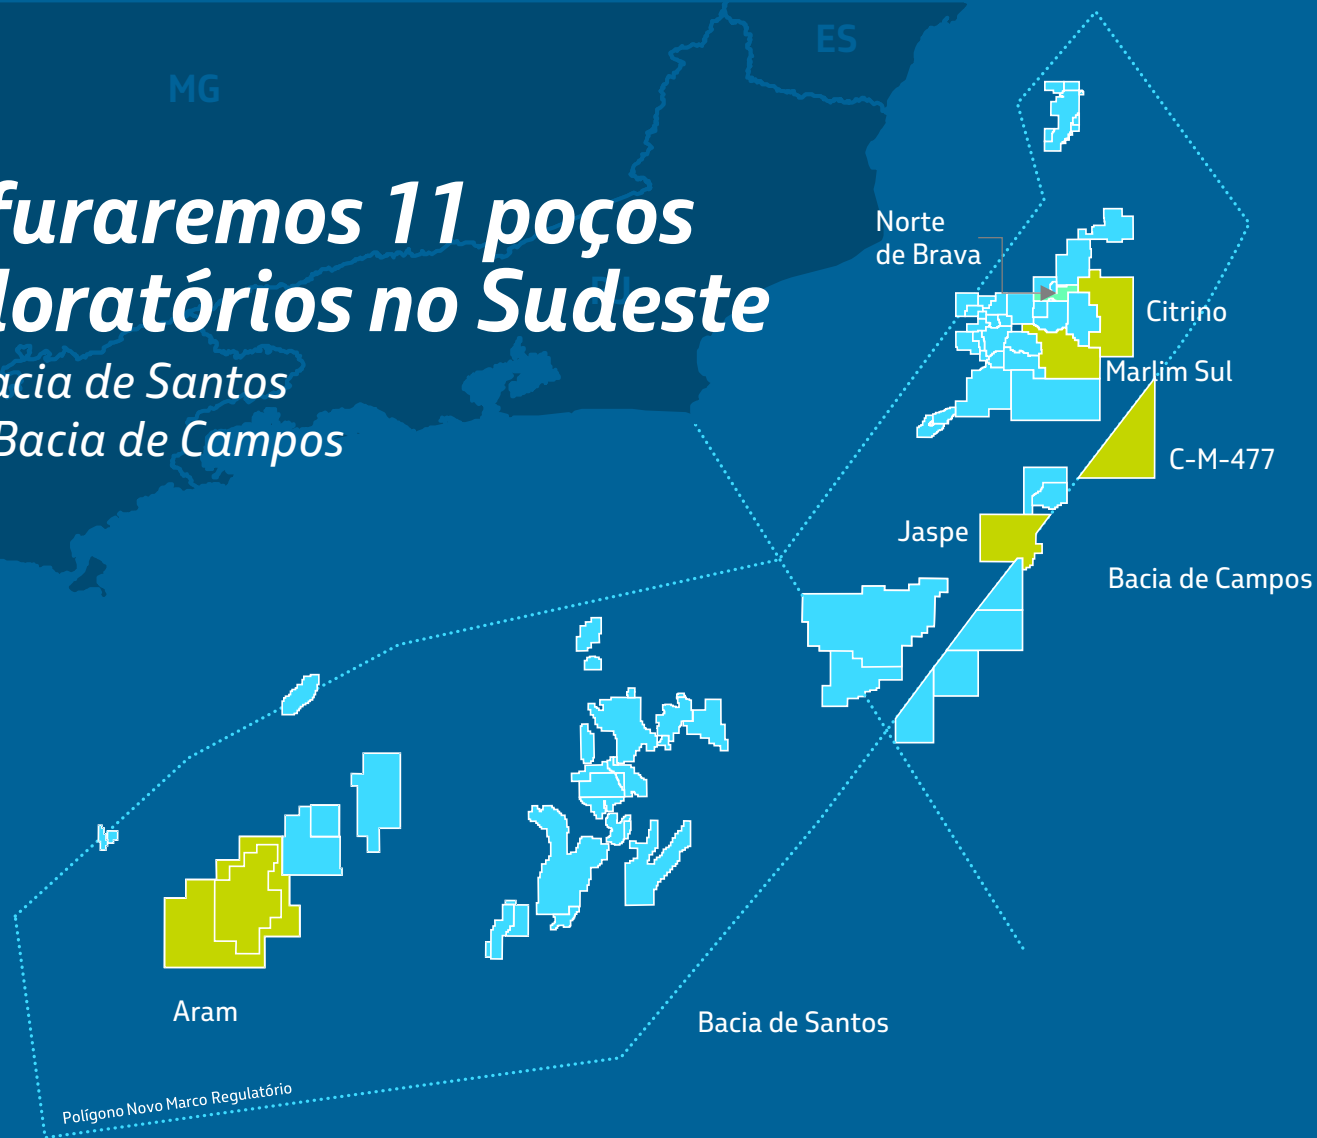 MG
ES
furaremos 11 poços
loratórios no Sudeste
acia de Santos
Bacia de Campos
Norte
de Brava
Citrino
Marlim Sul
C-M-477
Jaspe
Bacia de Campos
Aram
Bacia de Santos
Polígono Novo Marco Regulatório